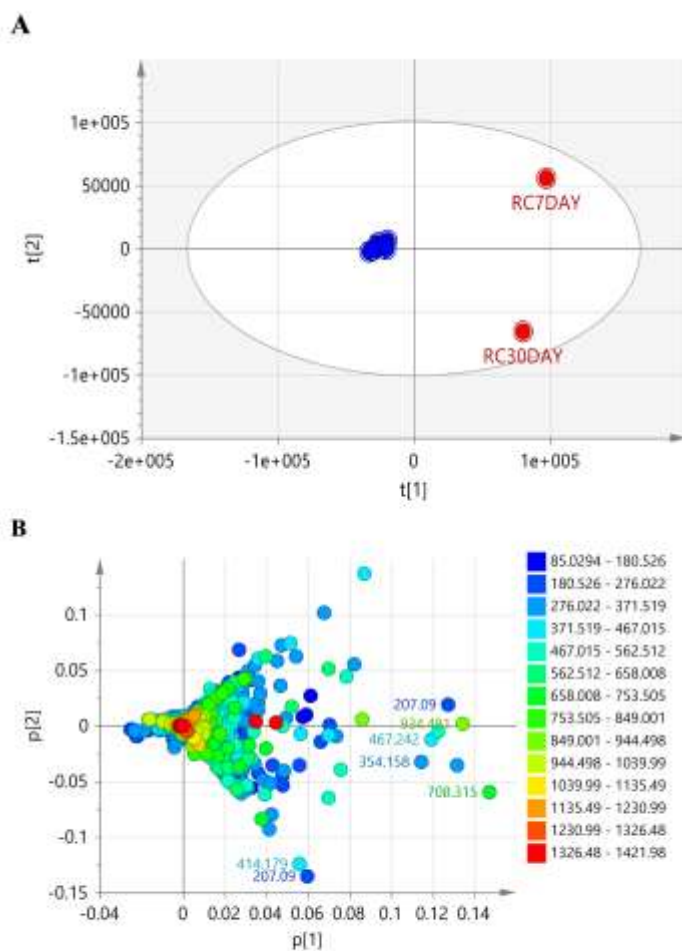 A
1e+005
50000
0
-50000
-1e+005
-1.5e+005
t[2]
RC7DAY
RC30DAY
-2e+005 -1e+005 0 1e+005
t[1]
B
0.1
0.05
0
-0.05
-0.1
-0.15
p[2]
207.09
934.481
467.242
354.158
708.315
414.179
207.09
-0.04 -0.02 0 0.02 0.04 0.06 0.08 0.1 0.12 0.14
p[1]
85.0294 - 180.526
180.526 - 276.022
276.022 - 371.519
371.519 - 467.015
467.015 - 562.512
562.512 - 658.008
658.008 - 753.505
753.505 - 849.001
849.001 - 944.498
944.498 - 1039.99
1039.99 - 1135.49
1135.49 - 1230.99
1230.99 - 1326.48
1326.48 - 1421.98